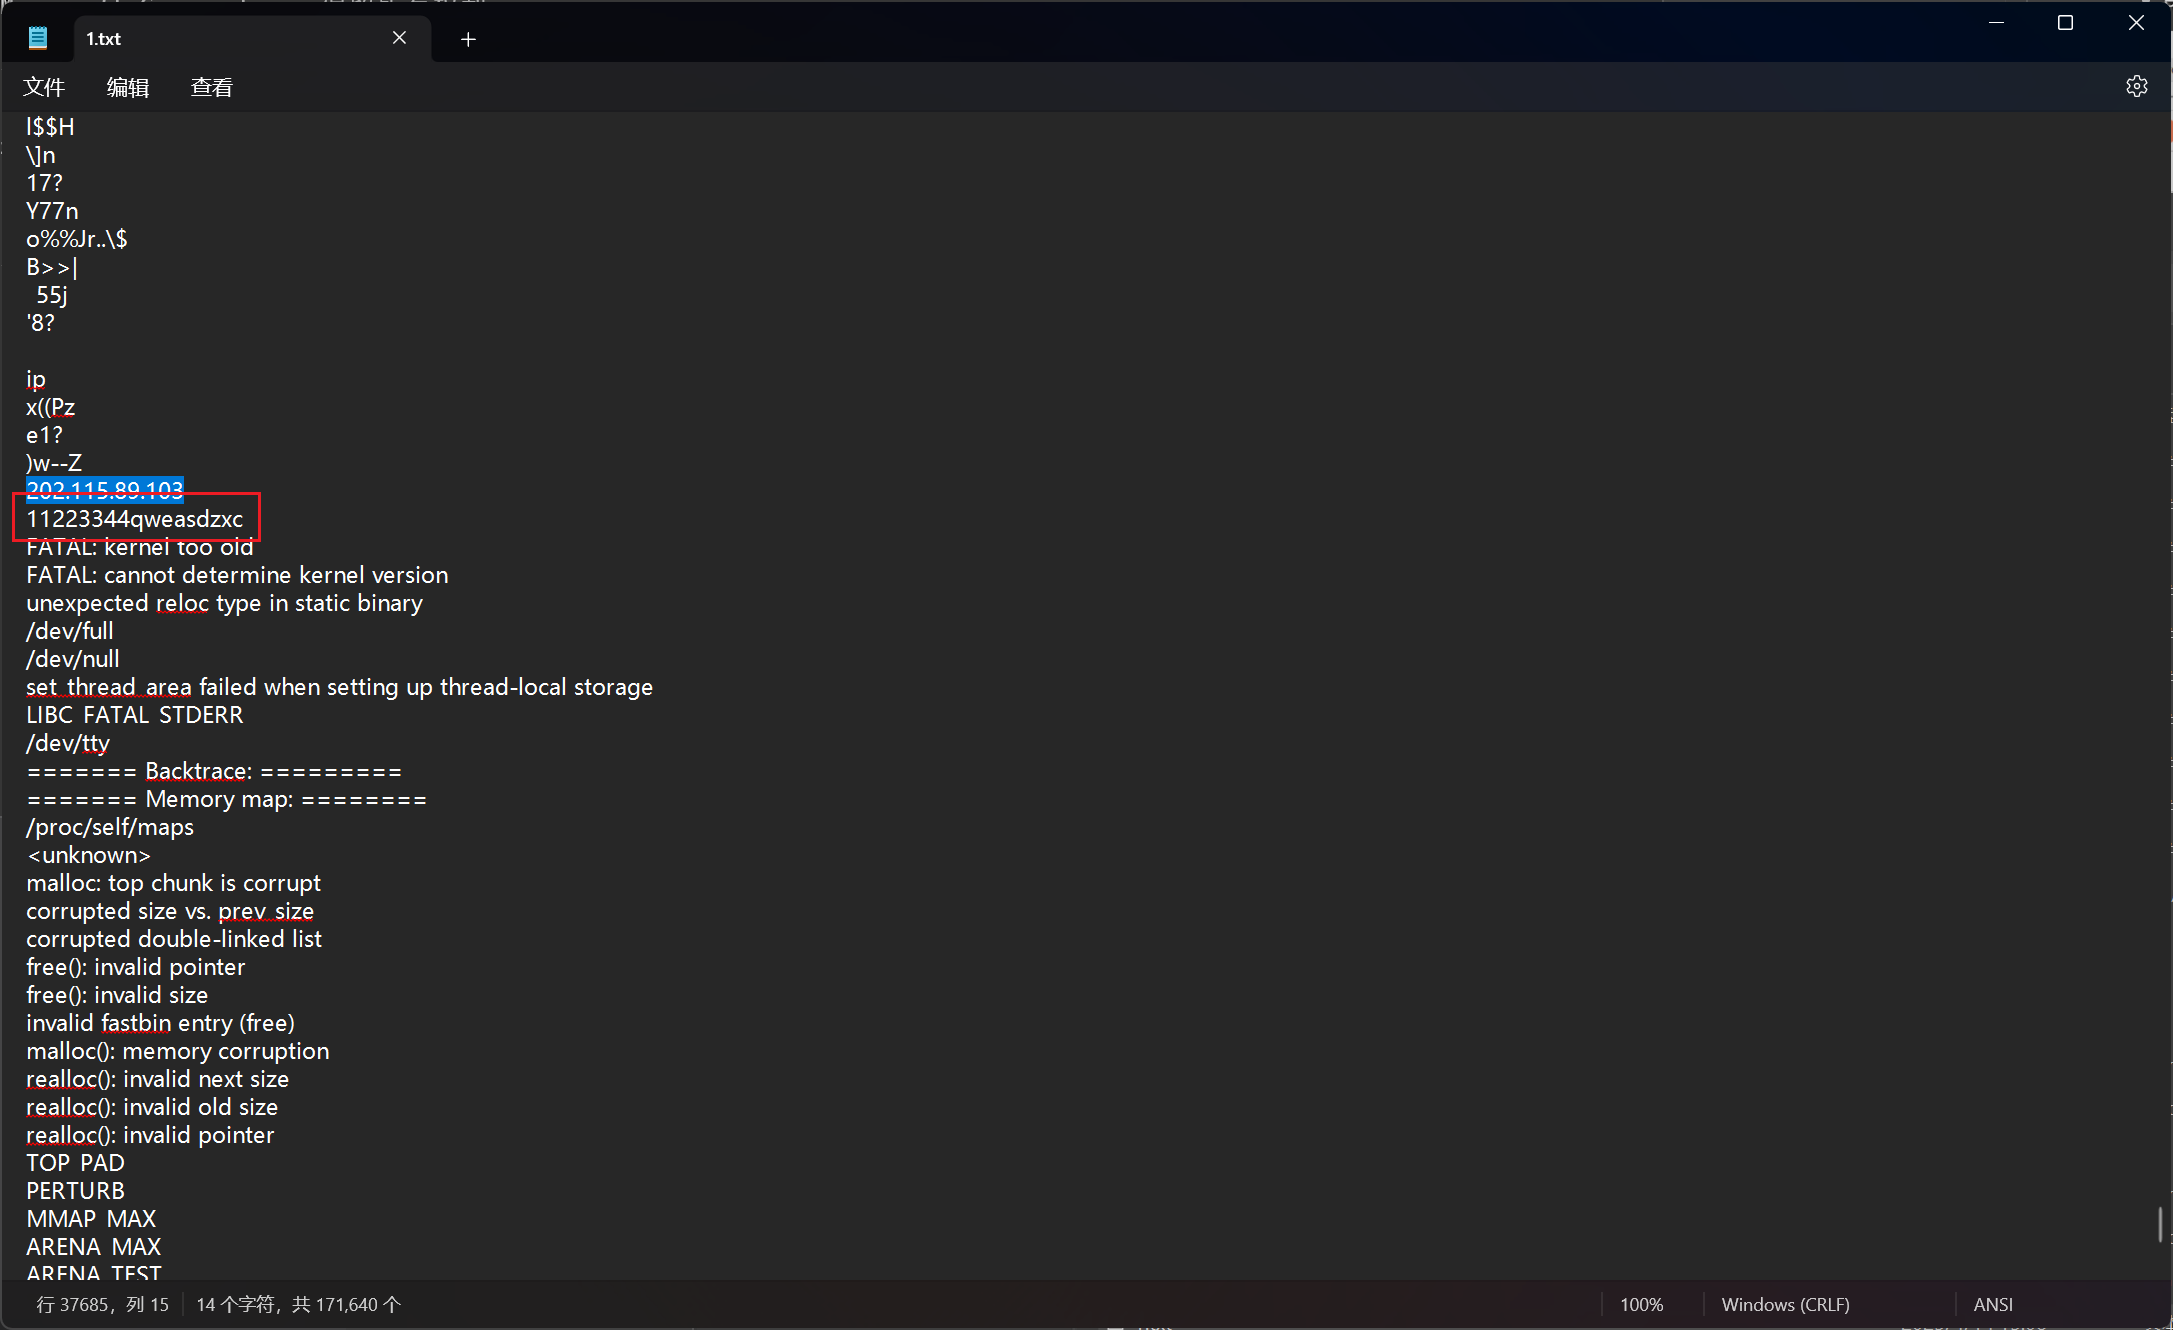 1.txt
文件 编辑 查看
l$$H
\]n
17?
Y77n
o%%Jr..\$
B>>|
55j
'8?
ip
x((Pz
e1?
)w--Z
202.115.89.103
11223344qweasdzxc
FATAL: kernel too old
FATAL: cannot determine kernel version
unexpected reloc type in static binary
/dev/full
/dev/null
set_thread_area failed when setting up thread-local storage
LIBC_FATAL_STDERR
/dev/tty
======= Backtrace: =========
======= Memory map: ========
/proc/self/maps
<unknown>
malloc: top chunk is corrupt
corrupted size vs. prev_size
corrupted double-linked list
free(): invalid pointer
free(): invalid size
invalid fastbin entry (free)
malloc(): memory corruption
realloc(): invalid next size
realloc(): invalid old size
realloc(): invalid pointer
TOP_PAD
PERTURB
MMAP_MAX
ARENA_MAX
ARENA_TEST
行 37685，列 15 14 个字符，共 171,640 个 100% Windows (CRLF) ANSI